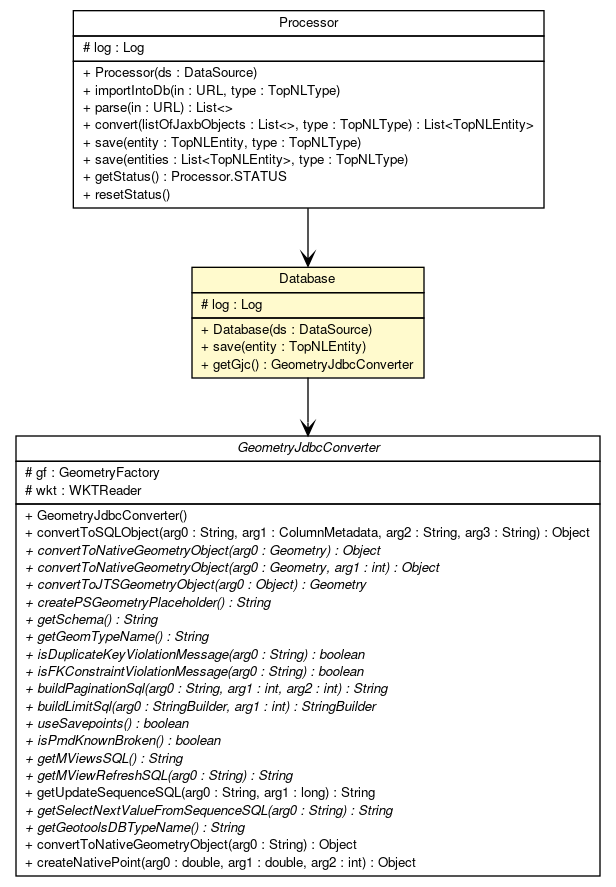 Processor
# log : Log
+ Processor(ds : DataSource)
+ importIntoDb(in : URL, type : TopNLType)
+ parse(in : URL) : List<>
+ convert(listOfJaxbObjects : List<>, type : TopNLType) : List<TopNLEntity>
+ save(entity : TopNLEntity, type : TopNLType)
+ save(entities : List<TopNLEntity>, type : TopNLType)
+ getStatus() : Processor.STATUS
+ resetStatus()
Database
# log : Log
+ Database(ds : DataSource)
+ save(entity : TopNLEntity)
+ getGjc() : GeometryJdbcConverter
GeometryJdbcConverter
# gf : GeometryFactory
# wkt : WKTReader
+ GeometryJdbcConverter()
+ convertToSQLObject(arg0 : String, arg1 : ColumnMetadata, arg2 : String, arg3 : String) : Object
+ convertToNativeGeometryObject(arg0 : Geometry) : Object
+ convertToNativeGeometryObject(arg0 : Geometry, arg1 : int) : Object
+ convertToJTSGeometryObject(arg0 : Object) : Geometry
+ createPSGeometryPlaceholder() : String
+ getSchema() : String
+ getGeomTypeName() : String
+ isDuplicateKeyViolationMessage(arg0 : String) : boolean
+ isFKConstraintViolationMessage(arg0 : String) : boolean
+ buildPaginationSql(arg0 : String, arg1 : int, arg2 : int) : String
+ buildLimitSql(arg0 : StringBuilder, arg1 : int) : StringBuilder
+ useSavepoints() : boolean
+ isPmdKnownBroken() : boolean
+ getMViewsSQL() : String
+ getMViewRefreshSQL(arg0 : String) : String
+ getUpdateSequenceSQL(arg0 : String, arg1 : long) : String
+ getSelectNextValueFromSequenceSQL(arg0 : String) : String
+ getGeotoolsDBTypeName() : String
+ convertToNativeGeometryObject(arg0 : String) : Object
+ createNativePoint(arg0 : double, arg1 : double, arg2 : int) : Object